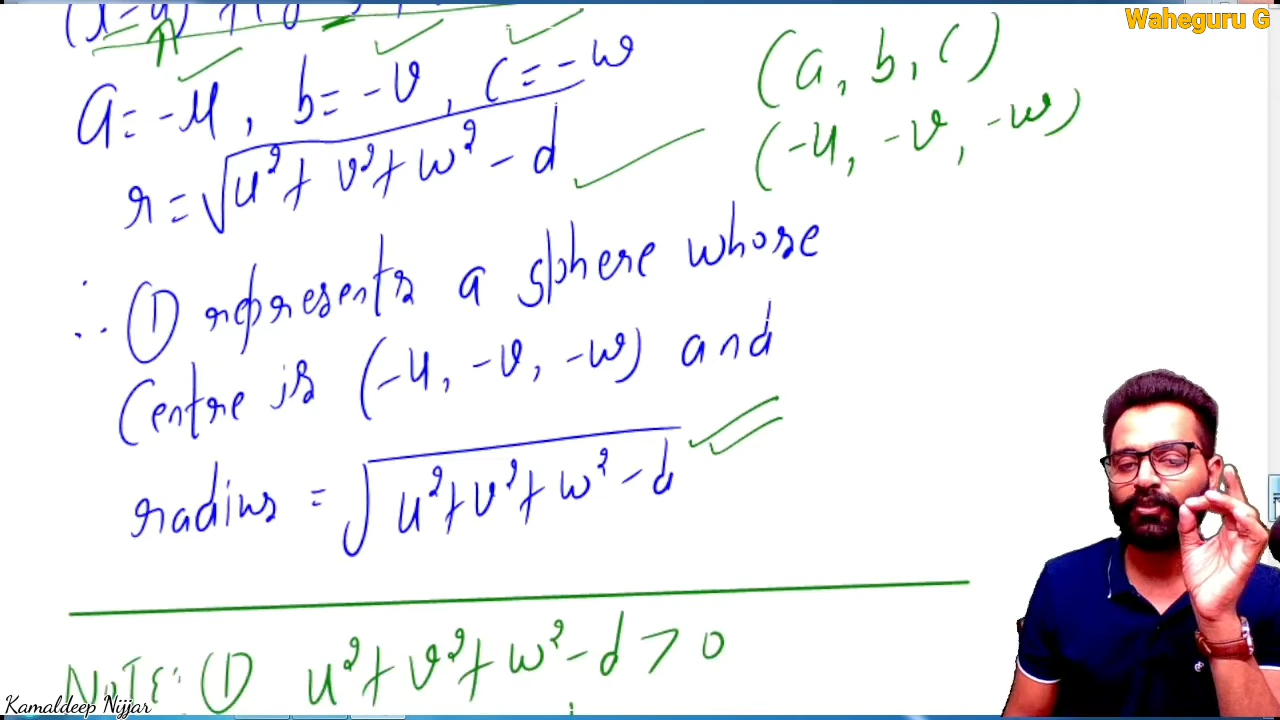 Waheguru G
a = -u, b = -v, c = -w
(a, b, c)
(-u, -v, -w)
r = √u²+v²+w²-d
∴ ① represents a sphere whose
Centre is (-u, -v, -w) and
radius = √u²+v²+w²-d
NOTE: ① u²+v²+w²-d > 0
Kamaldeep Nijjar